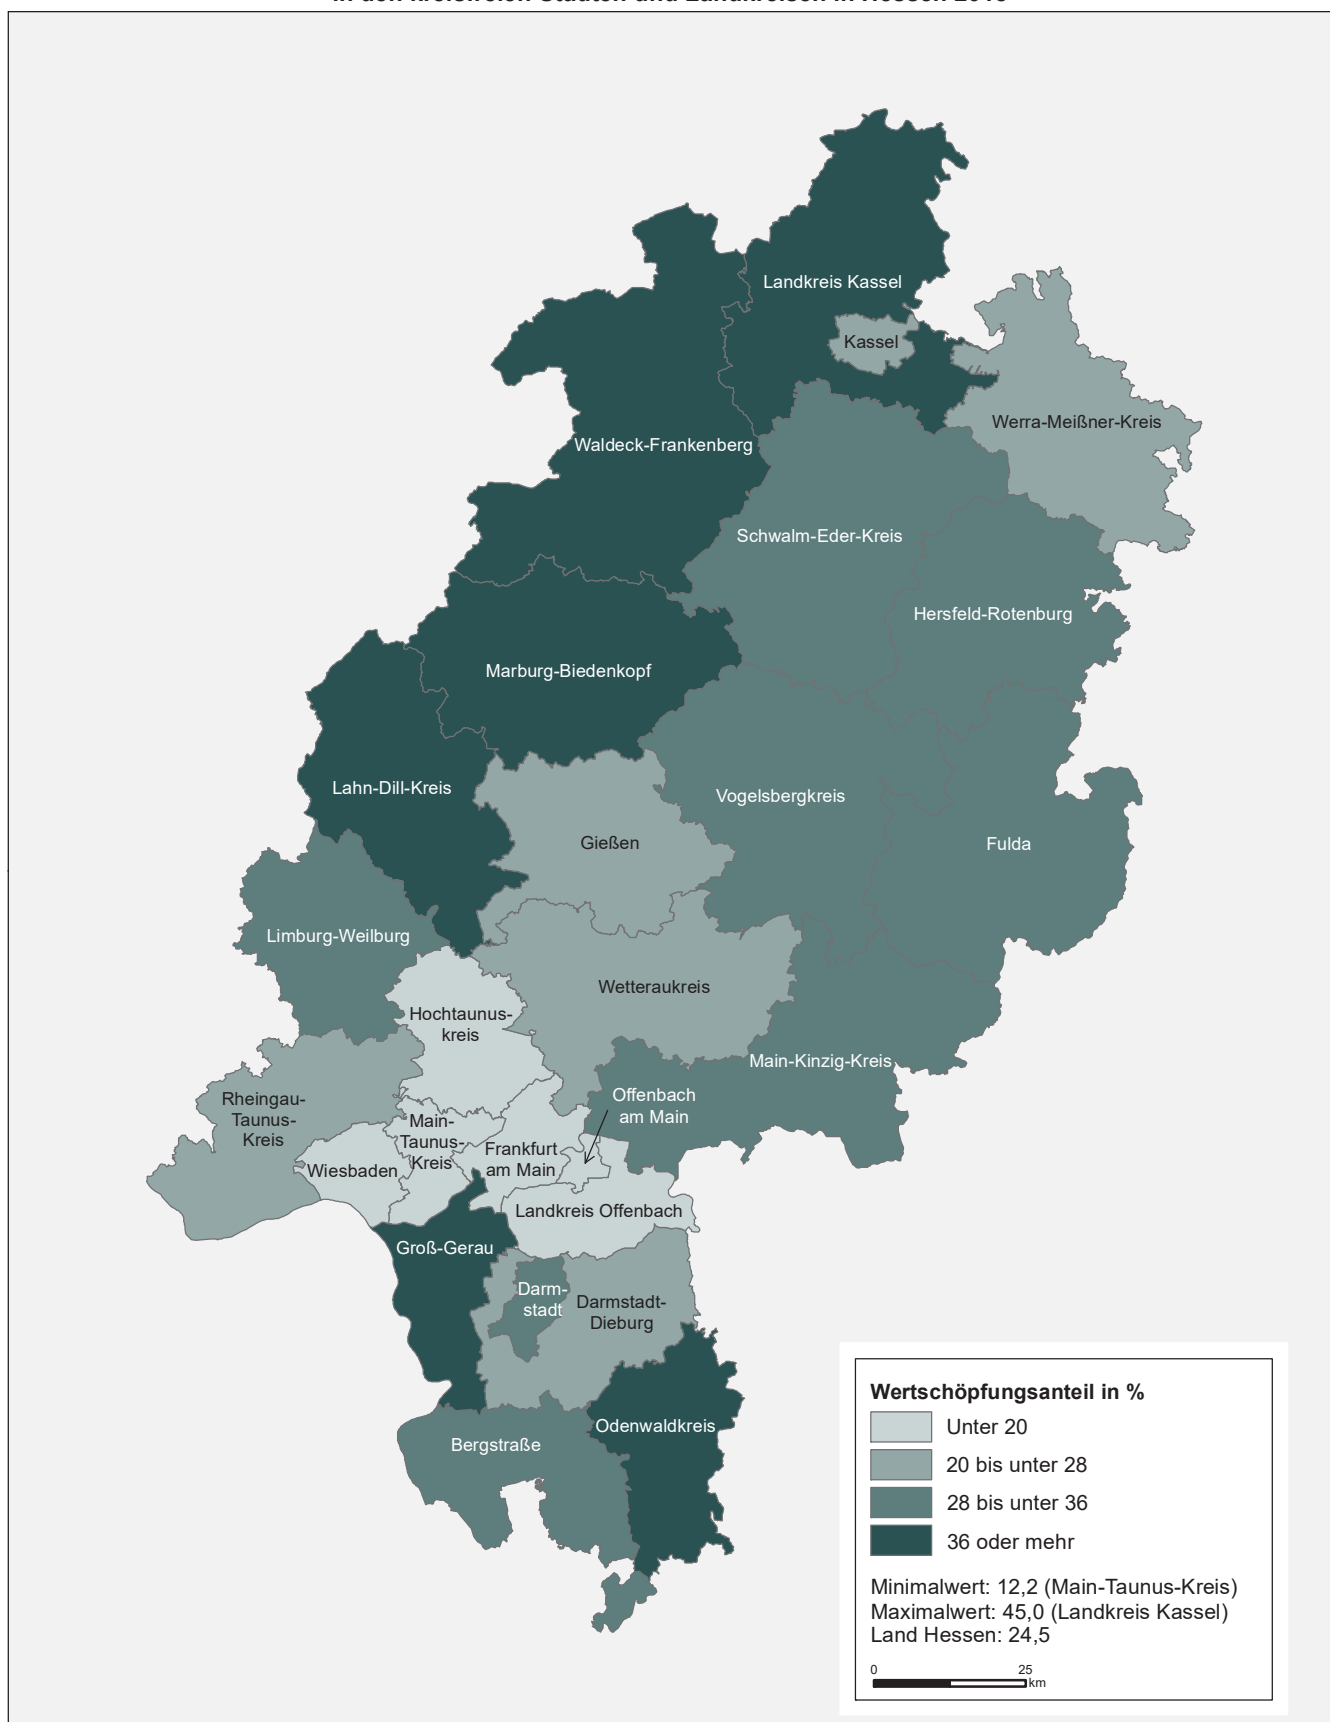 Landkreis Kassel
Kassel
Werra-Meißner-Kreis
Waldeck-Frankenberg
Schwalm-Eder-Kreis
Hersfeld-Rotenburg
Marburg-Biedenkopf
Lahn-Dill-Kreis
Vogelsbergkreis
Gießen
Fulda
Limburg-Weilburg
Wetteraukreis
Hochtaunus-
kreis
Main-Kinzig-Kreis
Offenbach
am Main
Rheingau-
Taunus-
Kreis
Main-
Taunus-
Kreis
Frankfurt
am Main
Wiesbaden
Landkreis Offenbach
Groß-Gerau
Darm-
stadt
Darmstadt-
Dieburg
Odenwaldkreis
Bergstraße
Wertschöpfungsanteil in %
Unter 20
20 bis unter 28
28 bis unter 36
36 oder mehr
Minimalwert: 12,2 (Main-Taunus-Kreis)
Maximalwert: 45,0 (Landkreis Kassel)
Land Hessen: 24,5
0 25
km